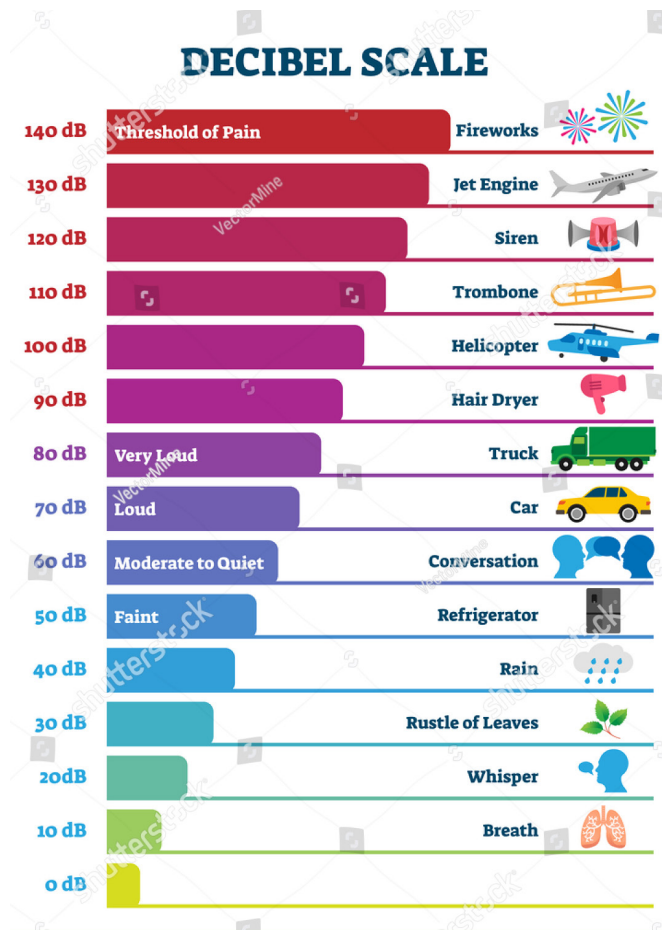 DECIBEL SCALE
140 dB Threshold of Pain Fireworks
130 dB Jet Engine
120 dB Siren
110 dB Trombone
100 dB Helicopter
90 dB Hair Dryer
80 dB Very Loud Truck
70 dB Loud Car
60 dB Moderate to Quiet Conversation
50 dB Faint Refrigerator
40 dB Rain
30 dB Rustle of Leaves
20dB Whisper
10 dB Breath
0 dB
shutterstock
VectorMine